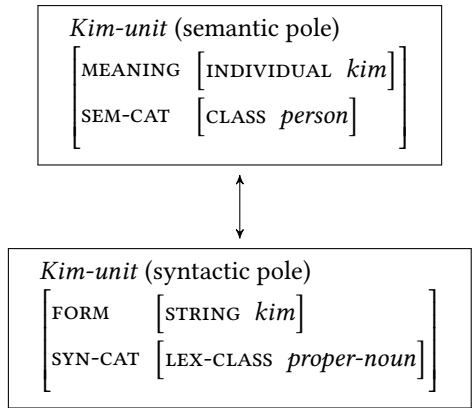 Kim-unit (semantic pole)
[MEANING [INDIVIDUAL kim]
SEM-CAT [CLASS person]]
Kim-unit (syntactic pole)
[FORM [STRING kim]
SYN-CAT [LEX-CLASS proper-noun]]